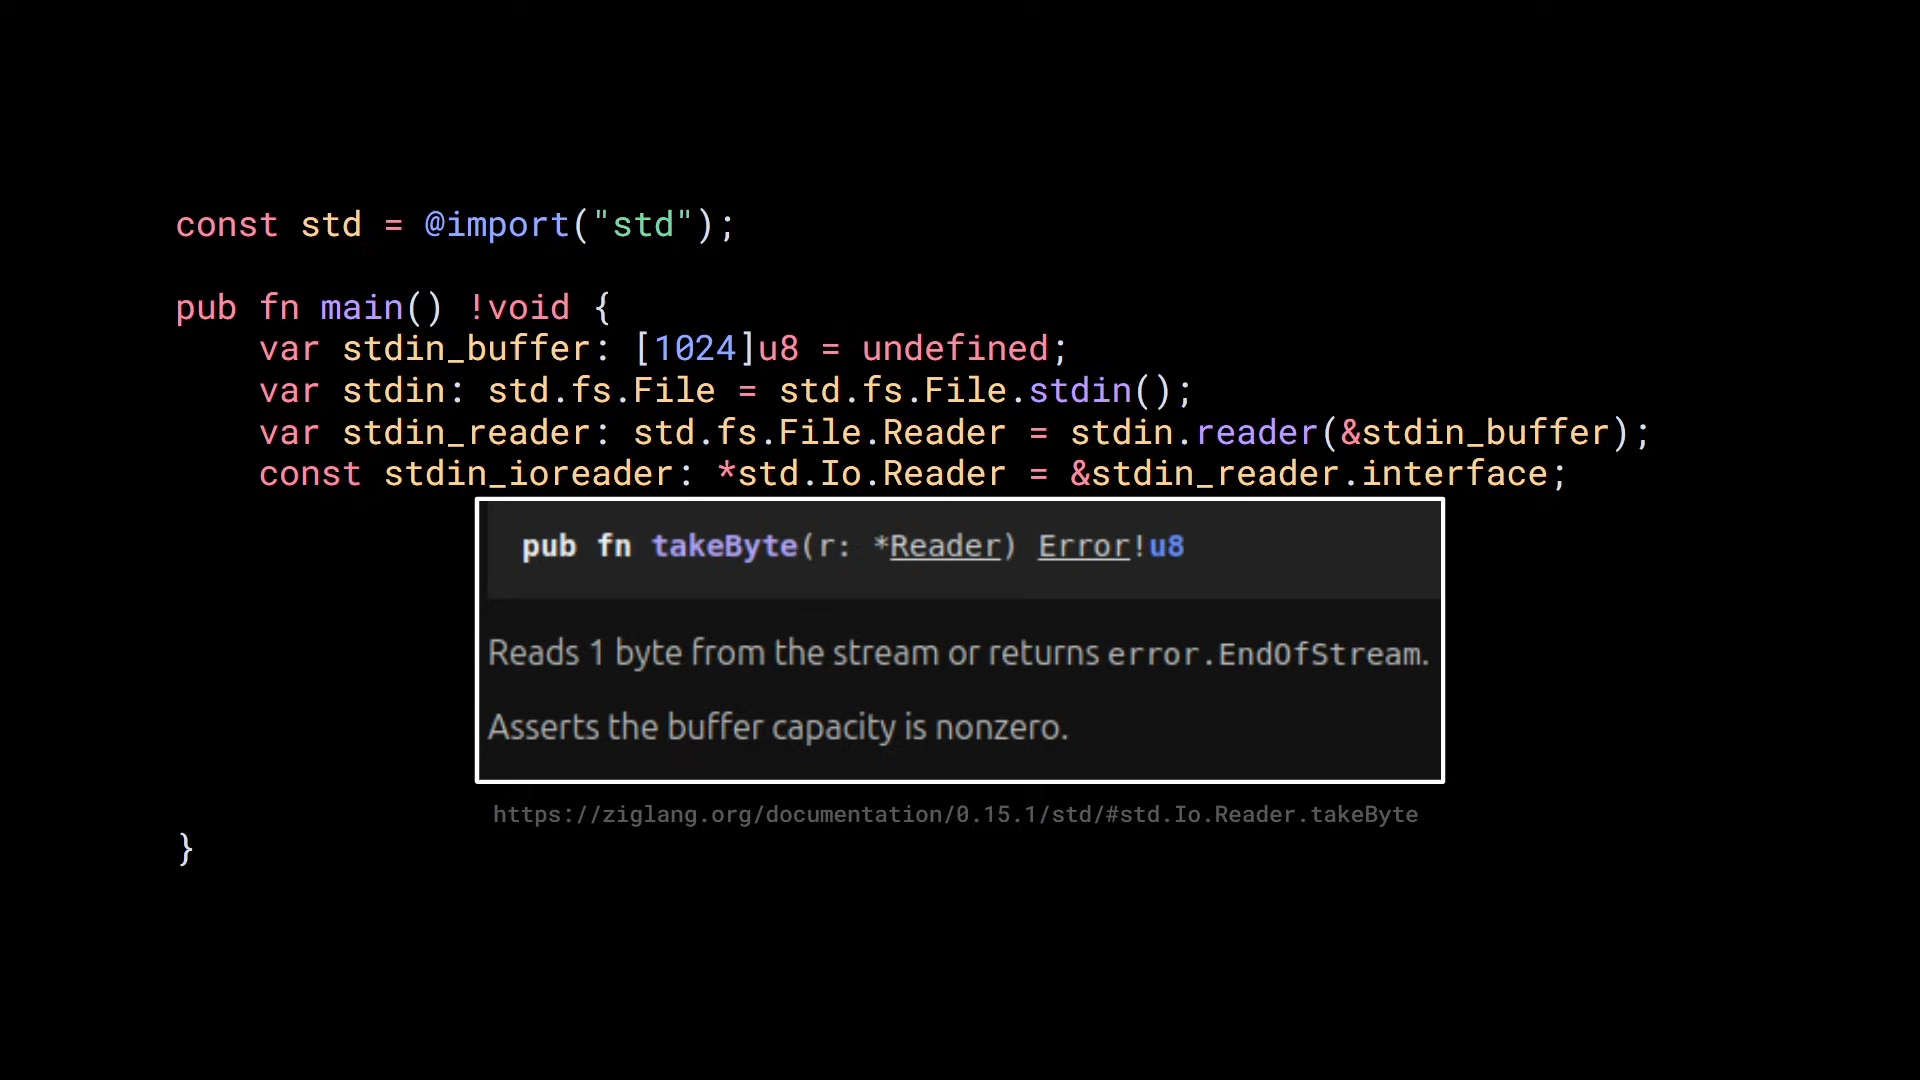 const std = @import("std");
pub fn main() !void {
var stdin_buffer: [1024]u8 = undefined;
var stdin: std.fs.File = std.fs.File.stdin();
var stdin_reader: std.fs.File.Reader = stdin.reader(&stdin_buffer);
const stdin_ioreader: *std.Io.Reader = &stdin_reader.interface;
pub fn takeByte(r: *Reader) Error!u8
Reads 1 byte from the stream or returns error.EndOfStream.
Asserts the buffer capacity is nonzero.
https://ziglang.org/documentation/0.15.1/std/#std.Io.Reader.takeByte
}